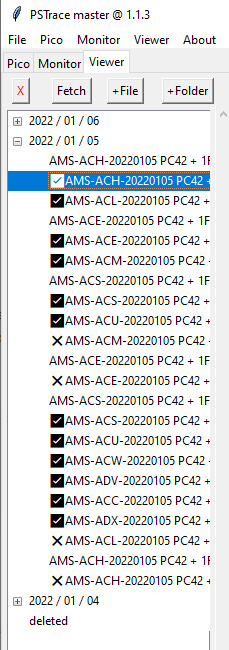 PSTrace master @ 1.1.3
File Pico Monitor Viewer About
Pico Monitor Viewer
X Fetch +File +Folder
2022 / 01 / 06
2022 / 01 / 05
AMS-ACH-20220105 PC42 + 1F
AMS-ACH-20220105 PC42 +
AMS-ACL-20220105 PC42 +
AMS-ACE-20220105 PC42 + 1F
AMS-ACE-20220105 PC42 +
AMS-ACM-20220105 PC42 +
AMS-ACS-20220105 PC42 + 1F
AMS-ACS-20220105 PC42 +
AMS-ACU-20220105 PC42 +
AMS-ACM-20220105 PC42
AMS-ACE-20220105 PC42 + 1F
AMS-ACE-20220105 PC42 +
AMS-ACS-20220105 PC42 + 1F
AMS-ACS-20220105 PC42 +
AMS-ACU-20220105 PC42 +
AMS-ACW-20220105 PC42
AMS-ADV-20220105 PC42 +
AMS-ACC-20220105 PC42 +
AMS-ADX-20220105 PC42 +
AMS-ACL-20220105 PC42 +
AMS-ACH-20220105 PC42 + 1F
AMS-ACH-20220105 PC42 +
2022 / 01 / 04
deleted